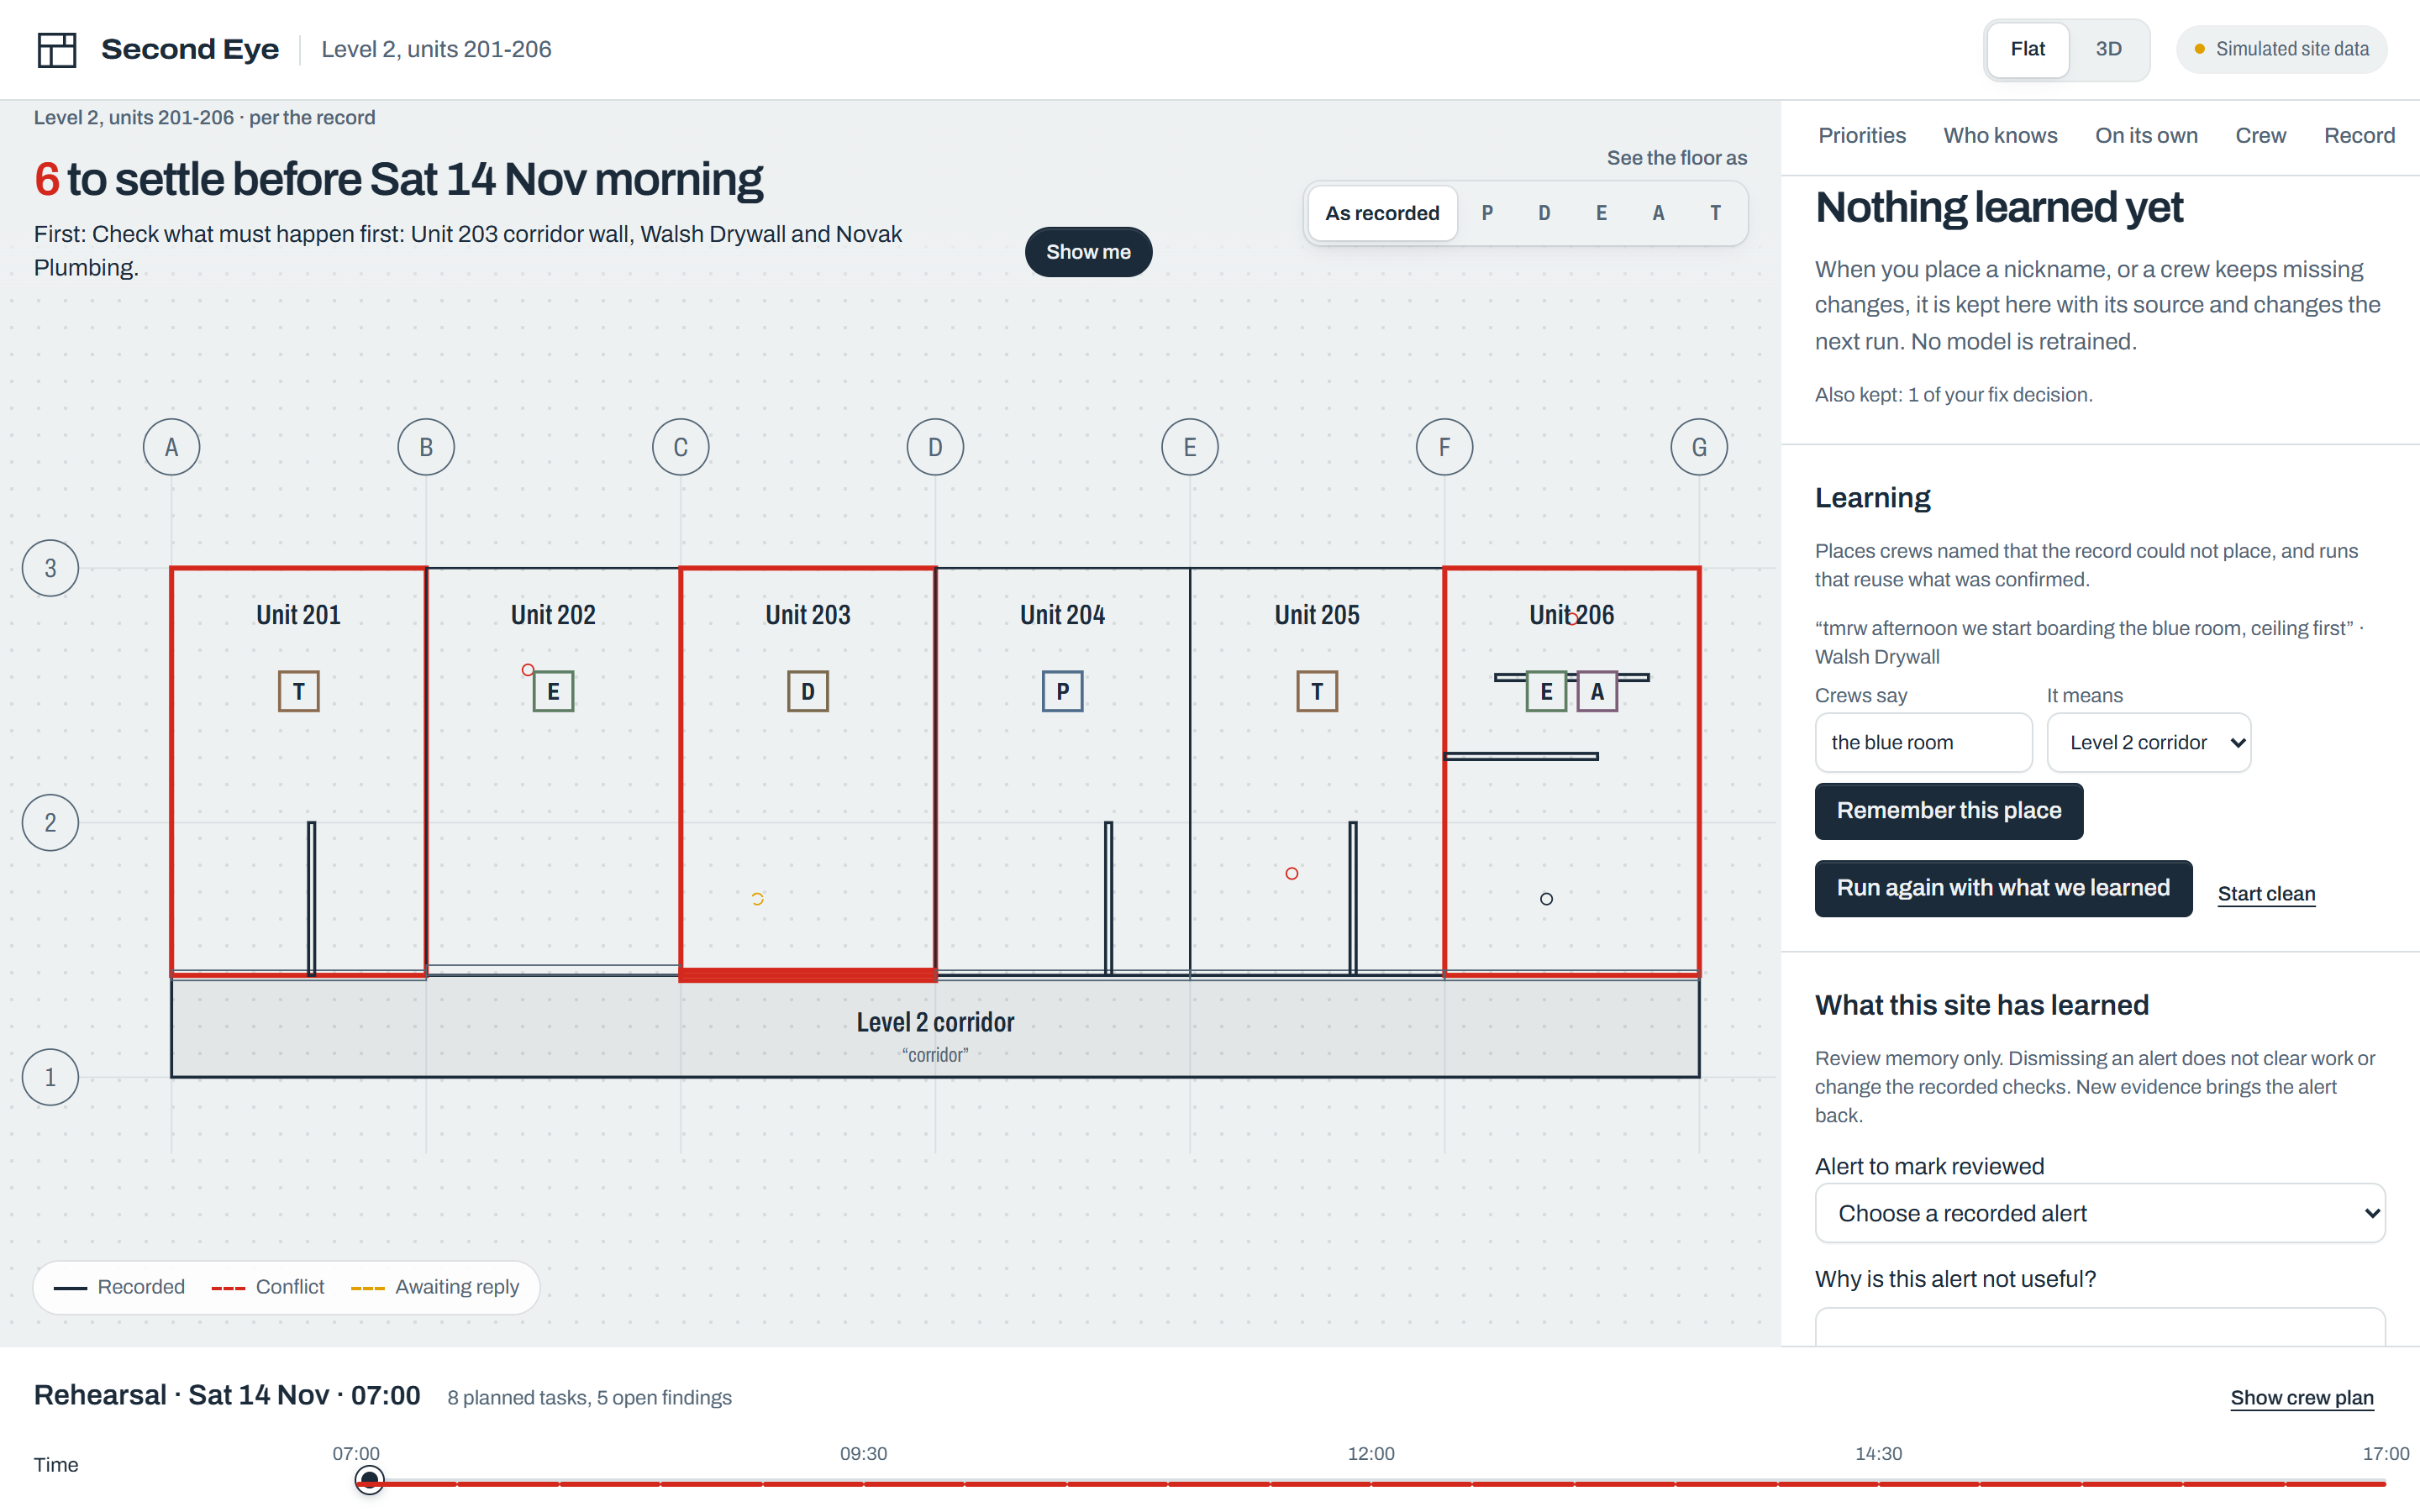 Second Eye
Level 2, units 201-206
Flat
3D
Simulated site data
Level 2, units 201-206 · per the record
6 to settle before Sat 14 Nov morning
First: Check what must happen first: Unit 203 corridor wall, Walsh Drywall and Novak
Plumbing.
Show me
See the floor as
As recorded
P
D
E
A
T
A
B
C
D
E
F
G
3
2
1
Unit 201
Unit 202
Unit 203
Unit 204
Unit 205
Unit 206
T
E
D
P
T
E
A
Level 2 corridor
“corridor”
Recorded
Conflict
Awaiting reply
Priorities
Who knows
On its own
Crew
Record
Nothing learned yet
When you place a nickname, or a crew keeps missing
changes, it is kept here with its source and changes the
next run. No model is retrained.
Also kept: 1 of your fix decision.
Learning
Places crews named that the record could not place, and runs
that reuse what was confirmed.
“tmrw afternoon we start boarding the blue room, ceiling first” ·
Walsh Drywall
Crews say
It means
the blue room
Level 2 corridor
Remember this place
Run again with what we learned
Start clean
What this site has learned
Review memory only. Dismissing an alert does not clear work or
change the recorded checks. New evidence brings the alert
back.
Alert to mark reviewed
Choose a recorded alert
Why is this alert not useful?
Rehearsal · Sat 14 Nov · 07:00
8 planned tasks, 5 open findings
Show crew plan
Time
07:00
09:30
12:00
14:30
17:00